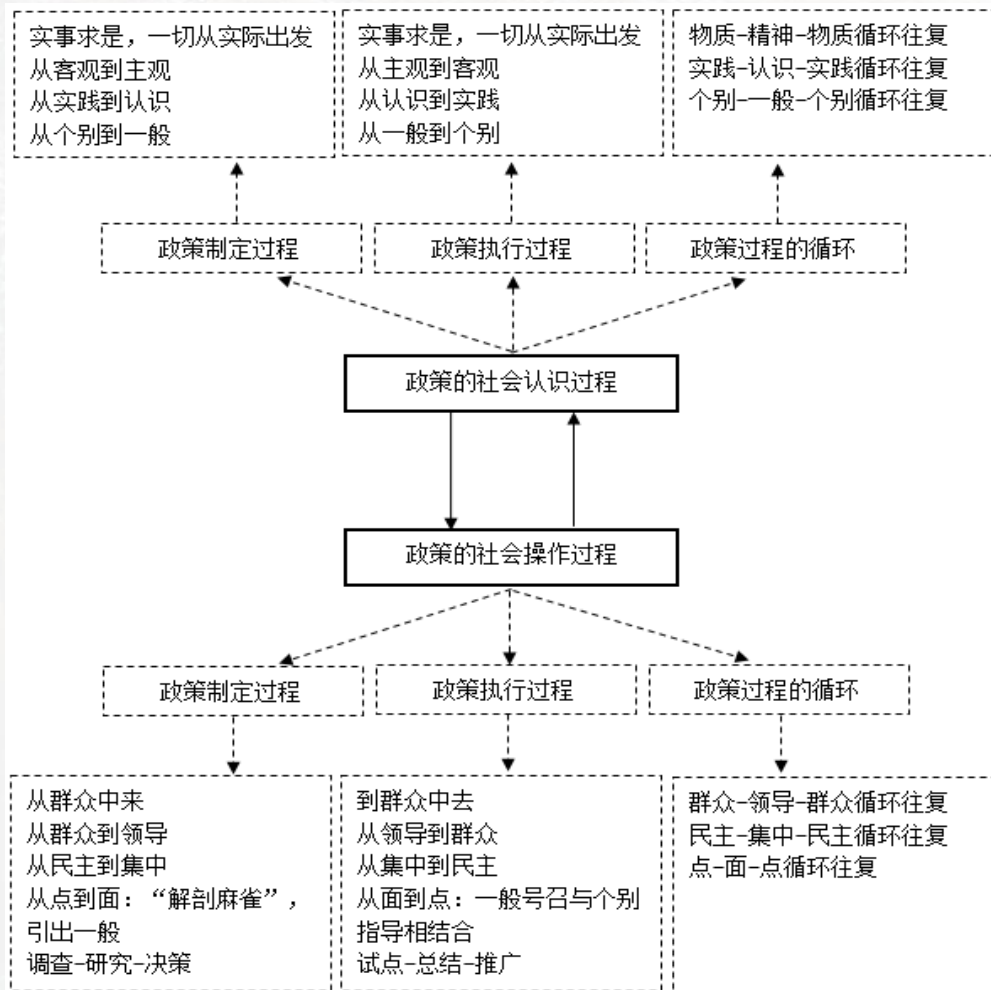 实事求是，一切从实际出发
从客观到主观
从实践到认识
从个别到一般
实事求是，一切从实际出发
从主观到客观
从认识到实践
从一般到个别
物质-精神-物质循环往复
实践-认识-实践循环往复
个别-一般-个别循环往复
政策制定过程
政策执行过程
政策过程的循环
政策的社会认识过程
政策的社会操作过程
政策制定过程
政策执行过程
政策过程的循环
从群众中来
从群众到领导
从民主到集中
从点到面：“解剖麻雀”，
引出一般
调查-研究-决策
到群众中去
从领导到群众
从集中到民主
从面到点：一般号召与个别
指导相结合
试点-总结-推广
群众-领导-群众循环往复
民主-集中-民主循环往复
点-面-点循环往复